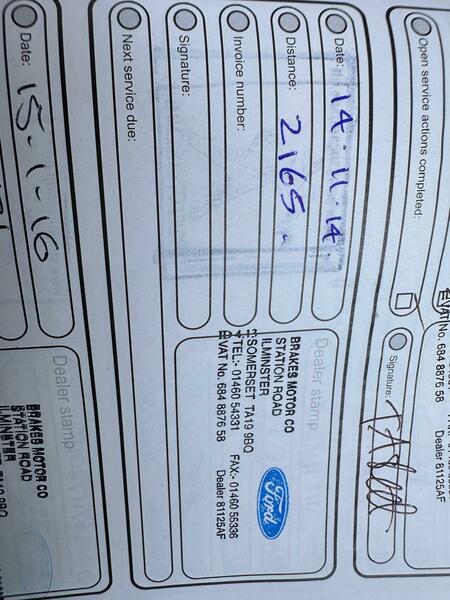 EVAT No. 684 8876 58
Dealer 81125AF
Open service actions completed:
Signature:
Date: 14.11.14.
Distance: 2165.
Invoice number:
Signature:
Next service due:
Dealer stamp
BRAKES MOTOR CO
STATION ROAD
ILMINSTER
SOMERSET TA19 9BQ
TEL:- 01460 54331 FAX:- 01460 55336
VAT No. 684 8876 58 Dealer 81125AF
Ford
Date: 15-1-16
Dealer stamp
BRAKES MOTOR CO
STATION ROAD
ILMINSTER